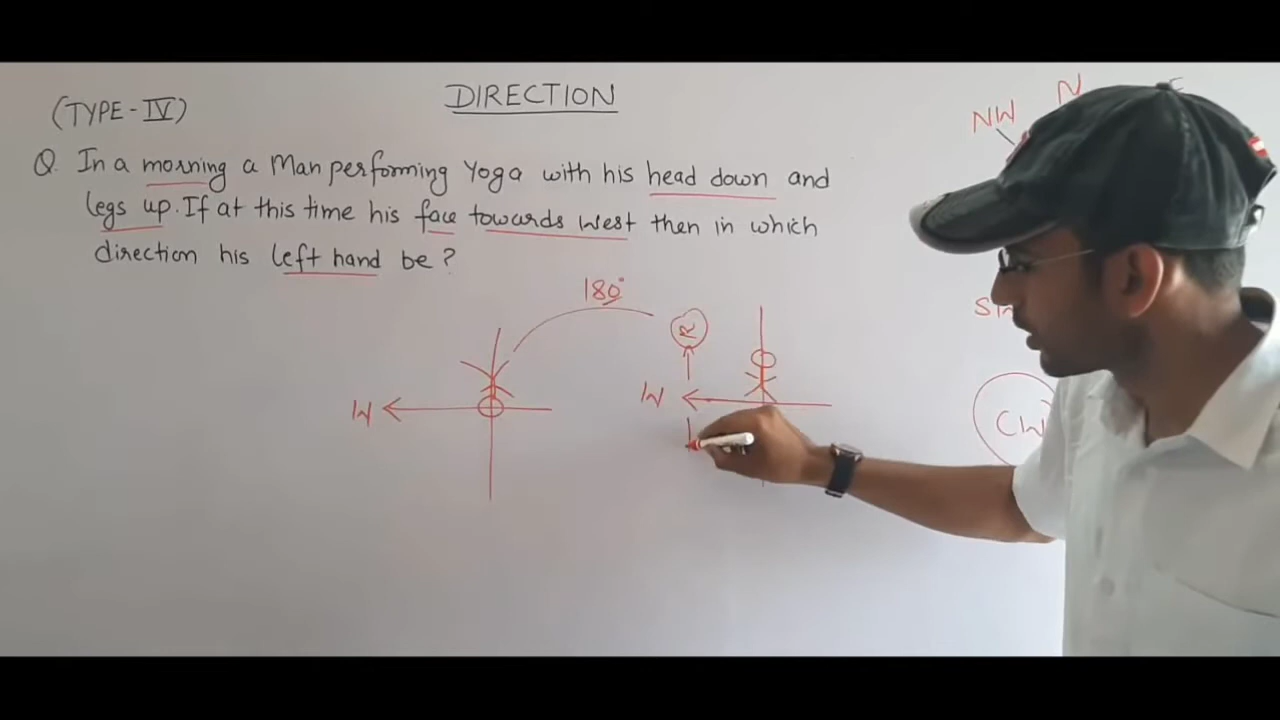 DIRECTION
(TYPE-IV)
Q. In a morning a Man performing Yoga with his head down and
legs up. If at this time his face towards west then in which
direction his left hand be?
180°
R
W
W
N
NW
E
CW